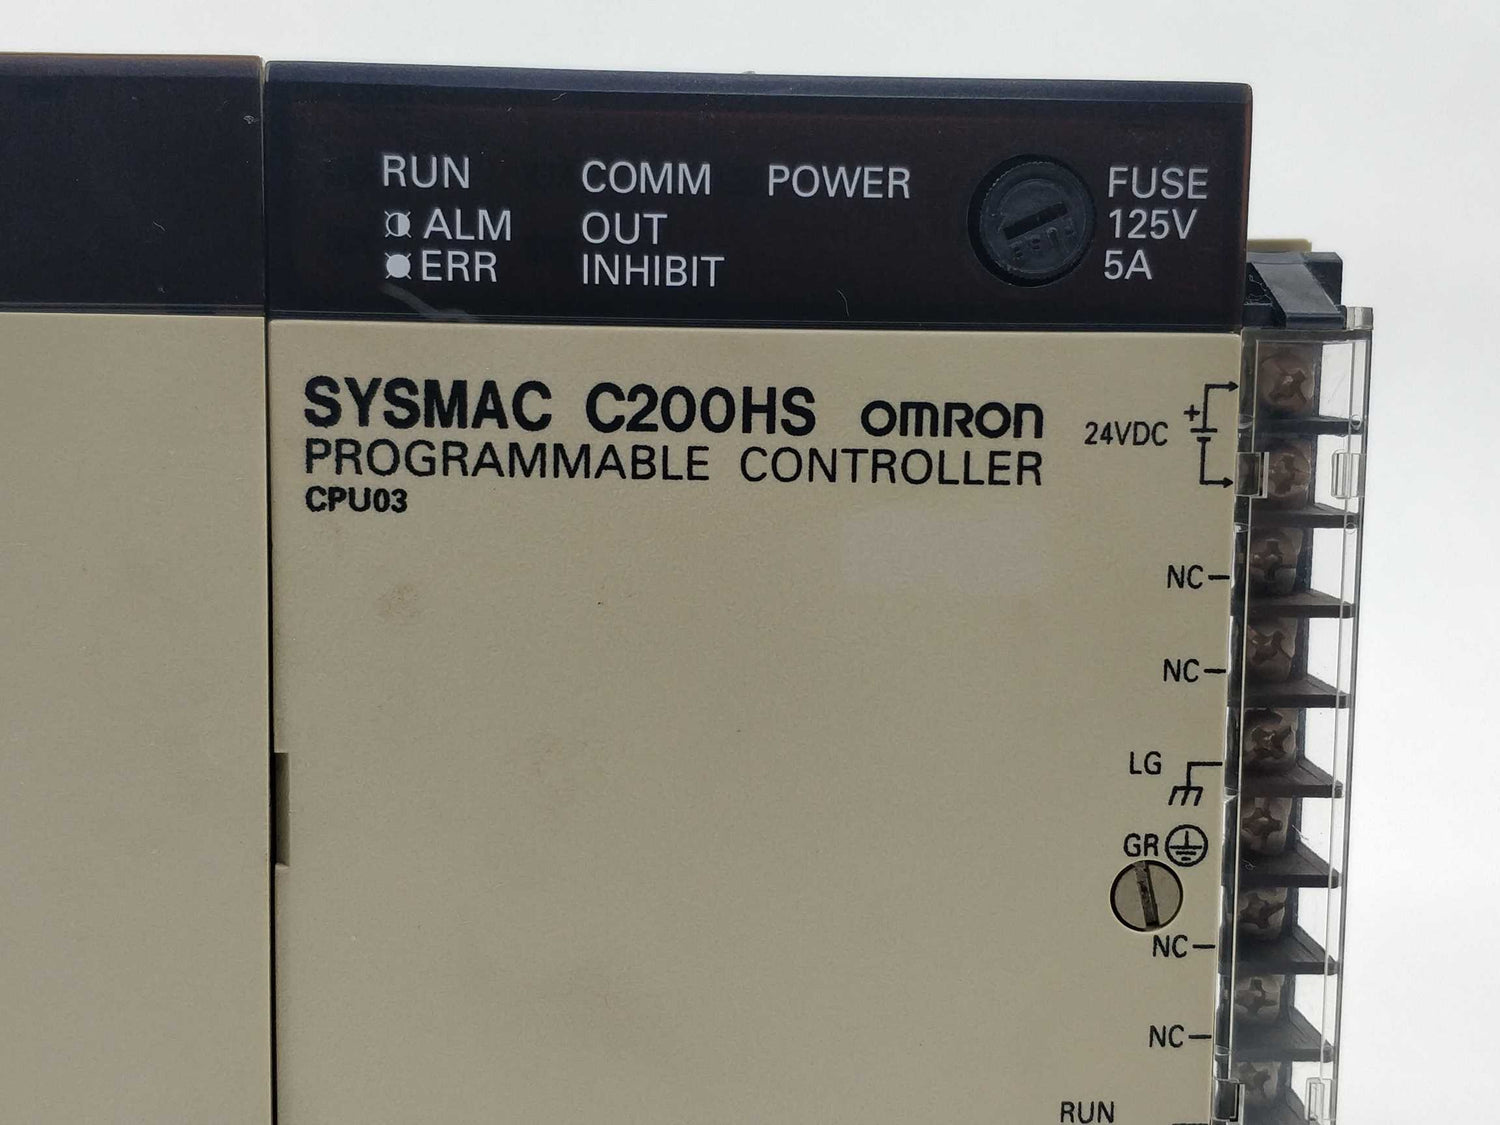 RUN COMM POWER FUSE
ALM OUT 125V
ERR INHIBIT 5A
SYSMAC C200HS OMRON
PROGRAMMABLE CONTROLLER
CPU03
24VDC +
NC
NC
LG
GR
NC
NC
RUN